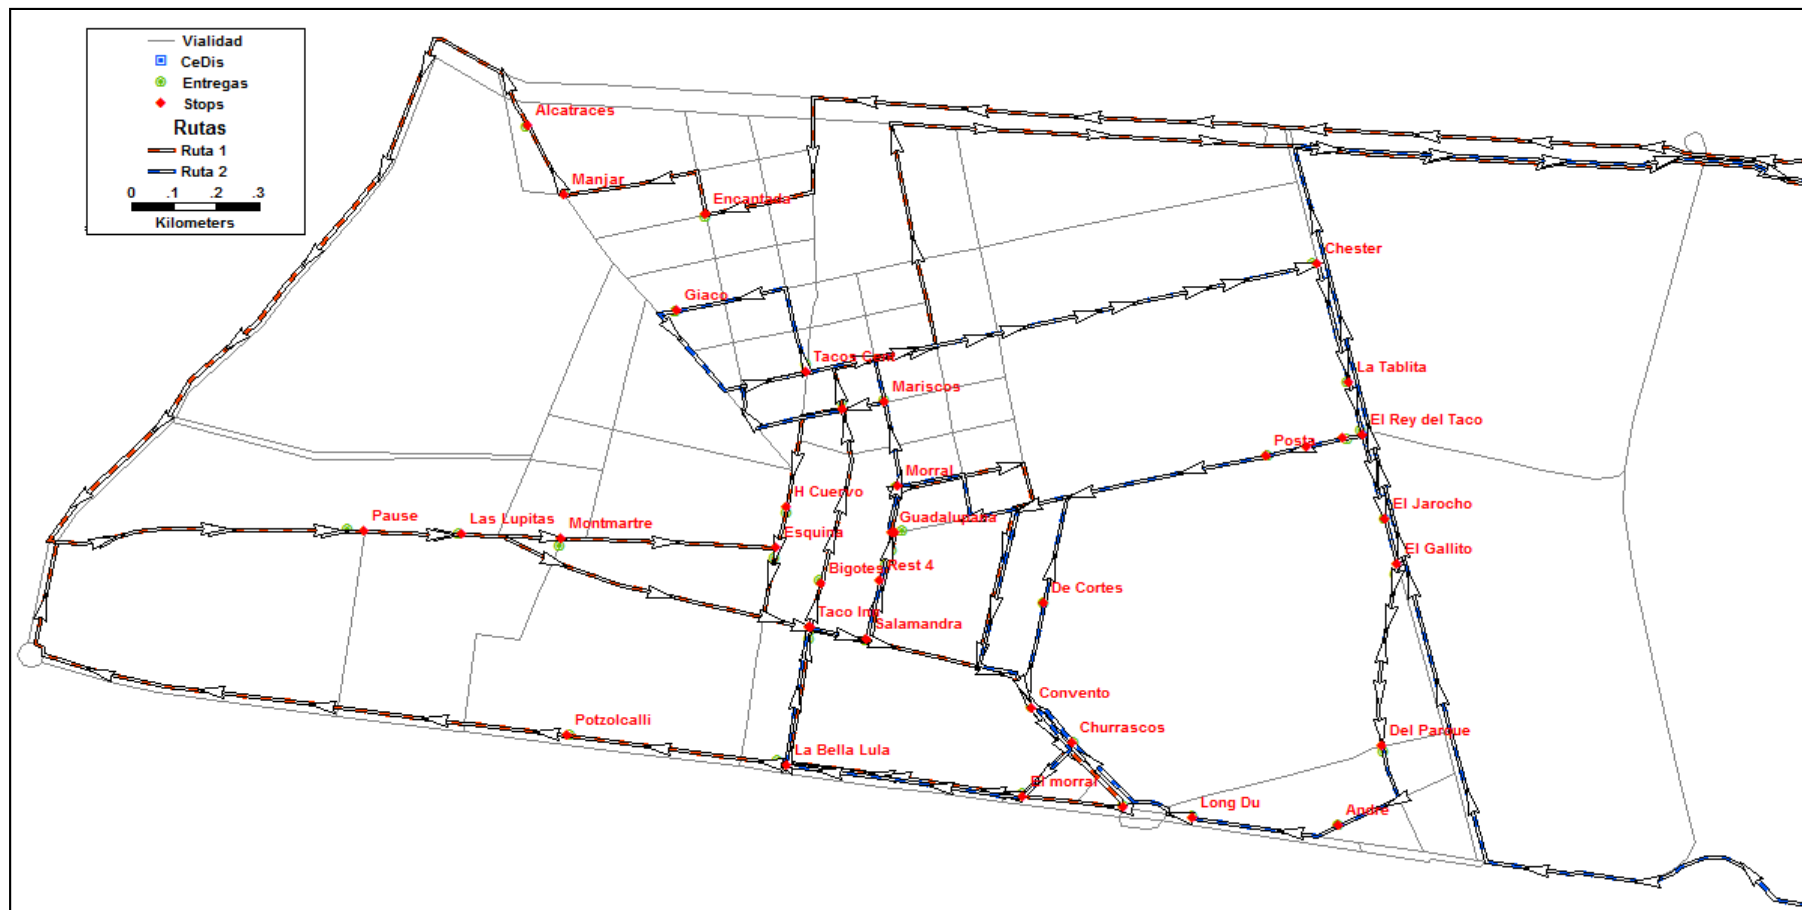 Vialidad
CeDis
Entregas
Stops
Rutas
Ruta 1
Ruta 2
0 .1 .2 .3
Kilometers
Alcatraces
Manjar
Encantada
Chester
Giaco
Tacos
Mariscos
La Tablita
El Rey del Taco
Posta
Morral
H Cuervo
Pause
Las Lupitas
Montmartre
Esquina
Guadalupana
El Jarocho
El Gallito
Bigotes
Rest 4
De Cortes
Taco
Salamandra
Convento
Churrascos
Potzolcalli
La Bella Lula
Del Parque
El morral
Long Du
Andre